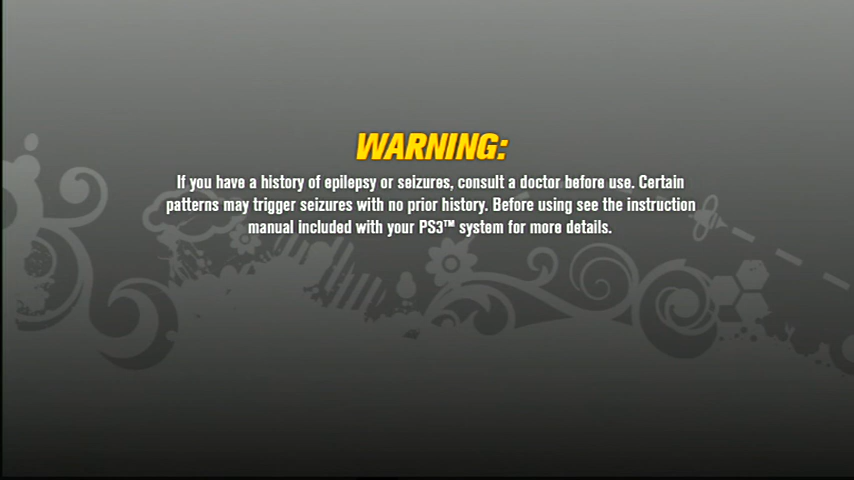 WARNING:
If you have a history of epilepsy or seizures, consult a doctor before use. Certain
patterns may trigger seizures with no prior history. Before using see the instruction
manual included with your PS3™ system for more details.